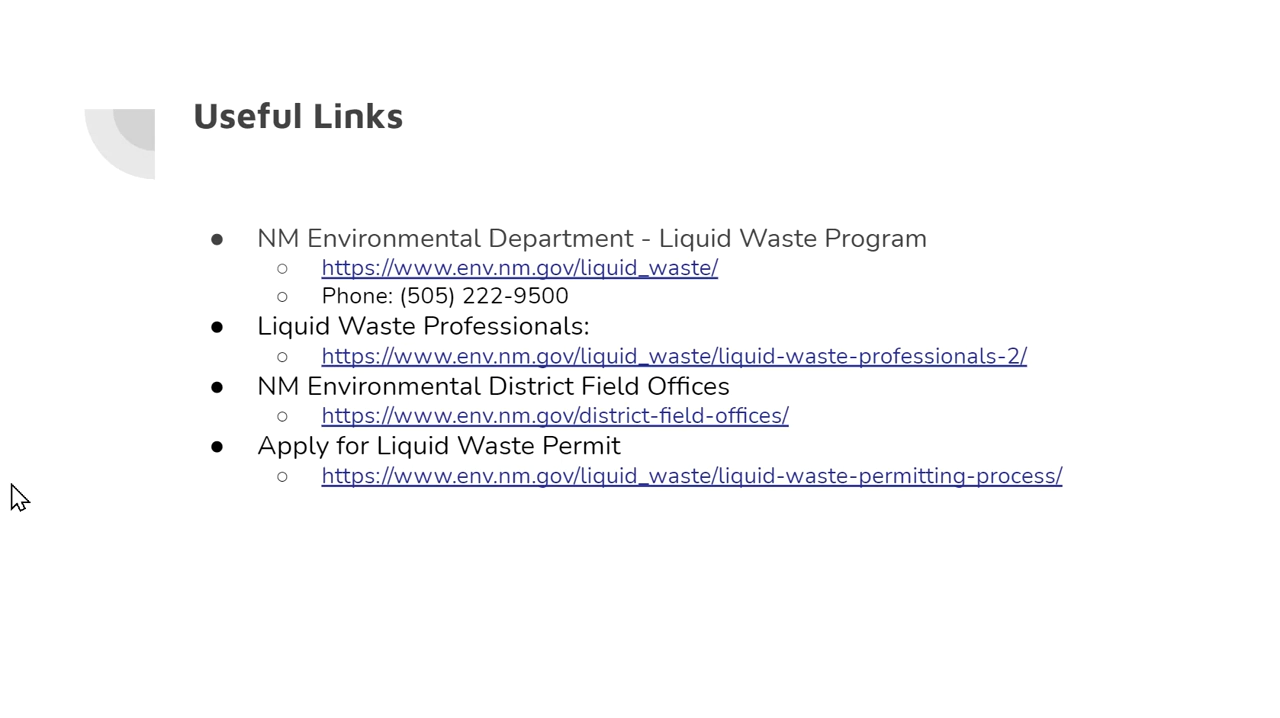 Useful Links
● NM Environmental Department - Liquid Waste Program
○ https://www.env.nm.gov/liquid_waste/
○ Phone: (505) 222-9500
● Liquid Waste Professionals:
○ https://www.env.nm.gov/liquid_waste/liquid-waste-professionals-2/
● NM Environmental District Field Offices
○ https://www.env.nm.gov/district-field-offices/
● Apply for Liquid Waste Permit
○ https://www.env.nm.gov/liquid_waste/liquid-waste-permitting-process/